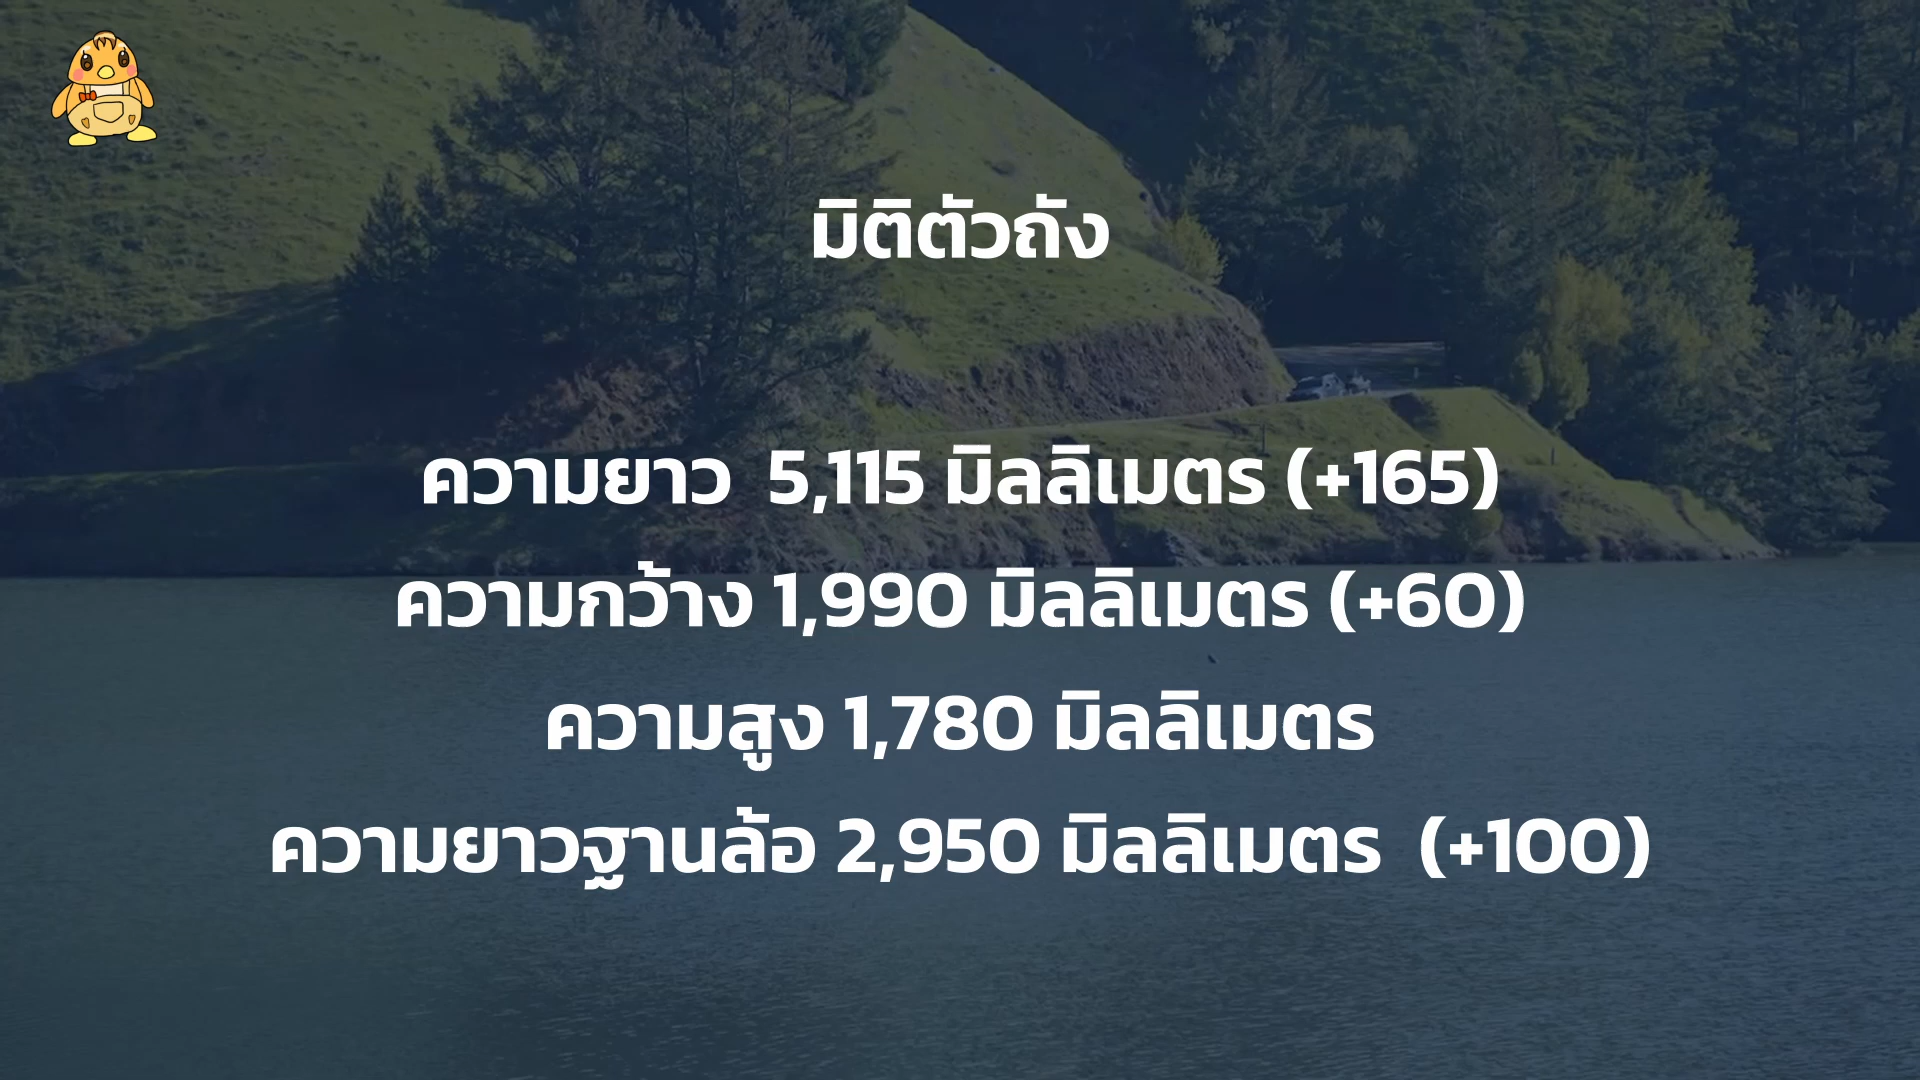 มิติตัวถัง
ความยาว  5,115 มิลลิเมตร (+165)
ความกว้าง 1,990 มิลลิเมตร (+60)
ความสูง 1,780 มิลลิเมตร
ความยาวฐานล้อ 2,950 มิลลิเมตร  (+100)